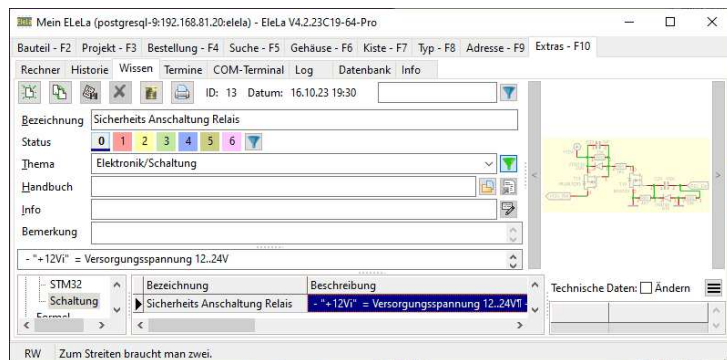 Mein ELeLa (postgresql-9:192.168.81.20:elela) - EleLa V4.2.23C19-64-Pro
Bauteil - F2 Projekt - F3 Bestellung - F4 Suche - F5 Gehäuse - F6 Kiste - F7 Typ - F8 Adresse - F9 Extras - F10
Rechner Historie Wissen Termine COM-Terminal Log Datenbank Info
ID: 13 Datum: 16.10.23 19:30
Bezeichnung Sicherheits Anschaltung Relais
Status 0 1 2 3 4 5 6
Thema Elektronik/Schaltung
Handbuch
Info
Bemerkung
- "+12Vi" = Versorgungsspannung 12..24V
STM32 Bezeichnung Beschreibung Technische Daten: Ändern
Schaltung Sicherheits Anschaltung Relais - "+12Vi" = Versorgungsspannung 12..24V¶ -
Formel
RW Zum Streiten braucht man zwei.